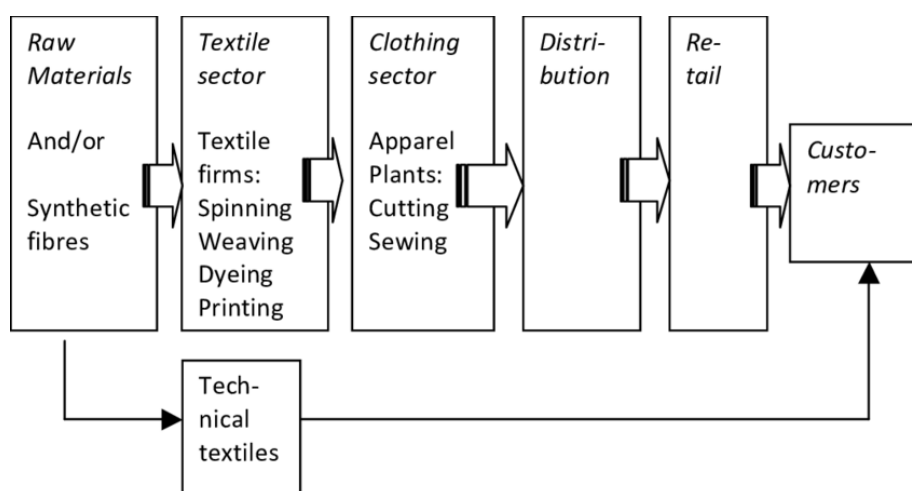 Raw
Materials
And/or
Synthetic
fibres
Textile
sector
Textile
firms:
Spinning
Weaving
Dyeing
Printing
Clothing
sector
Apparel
Plants:
Cutting
Sewing
Distri-
bution
Re-
tail
Custo-
mers
Tech-
nical
textiles